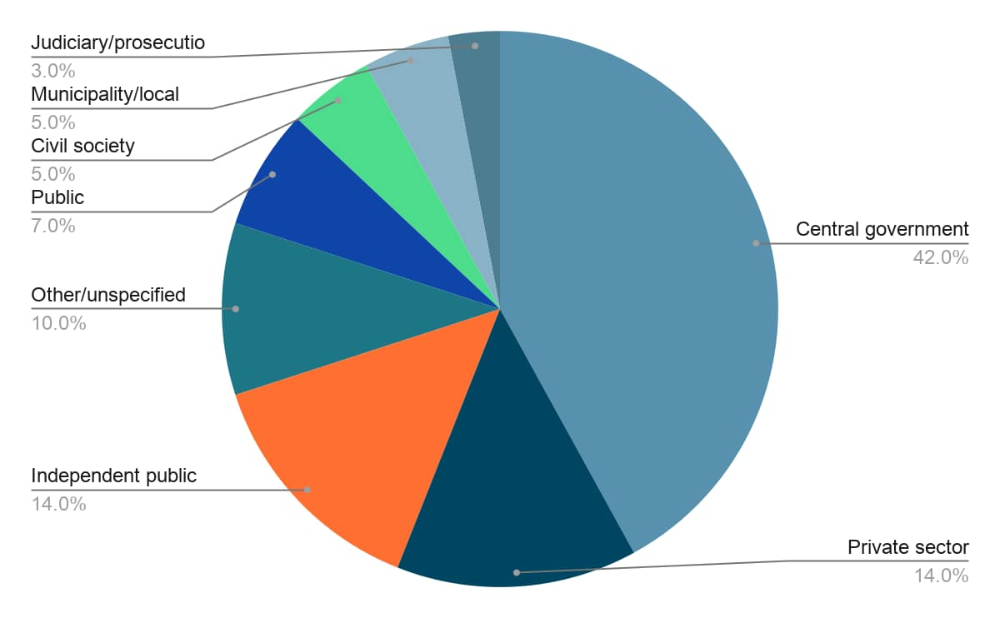 Judiciary/prosecutio
3.0%
Municipality/local
5.0%
Civil society
5.0%
Public
7.0%
Other/unspecified
10.0%
Independent public
14.0%
Central government
42.0%
Private sector
14.0%